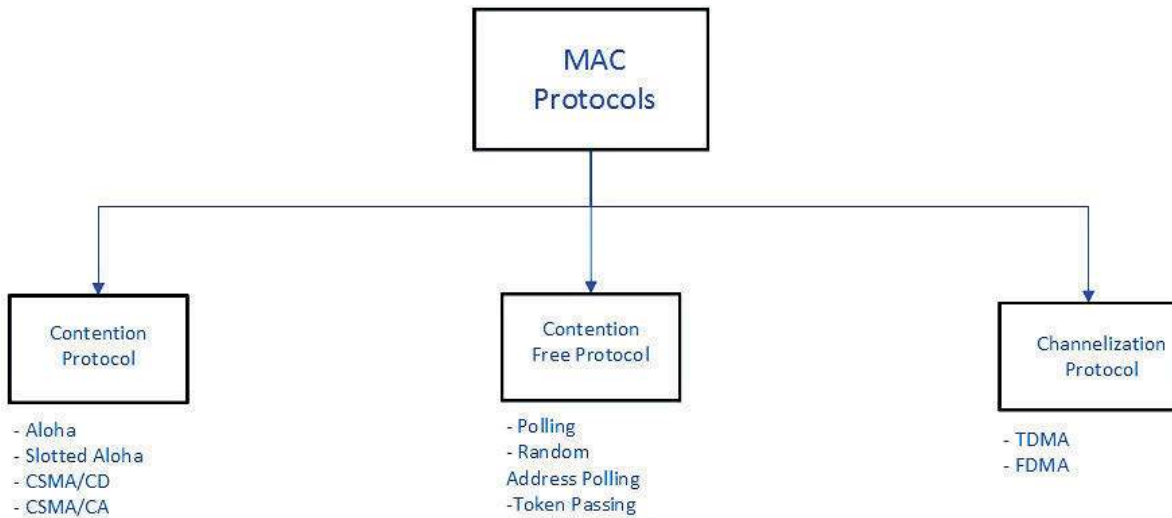 MAC
Protocols
Contention
Protocol
- Aloha
- Slotted Aloha
- CSMA/CD
- CSMA/CA
Contention
Free Protocol
- Polling
- Random
Address Polling
-Token Passing
Channelization
Protocol
- TDMA
- FDMA